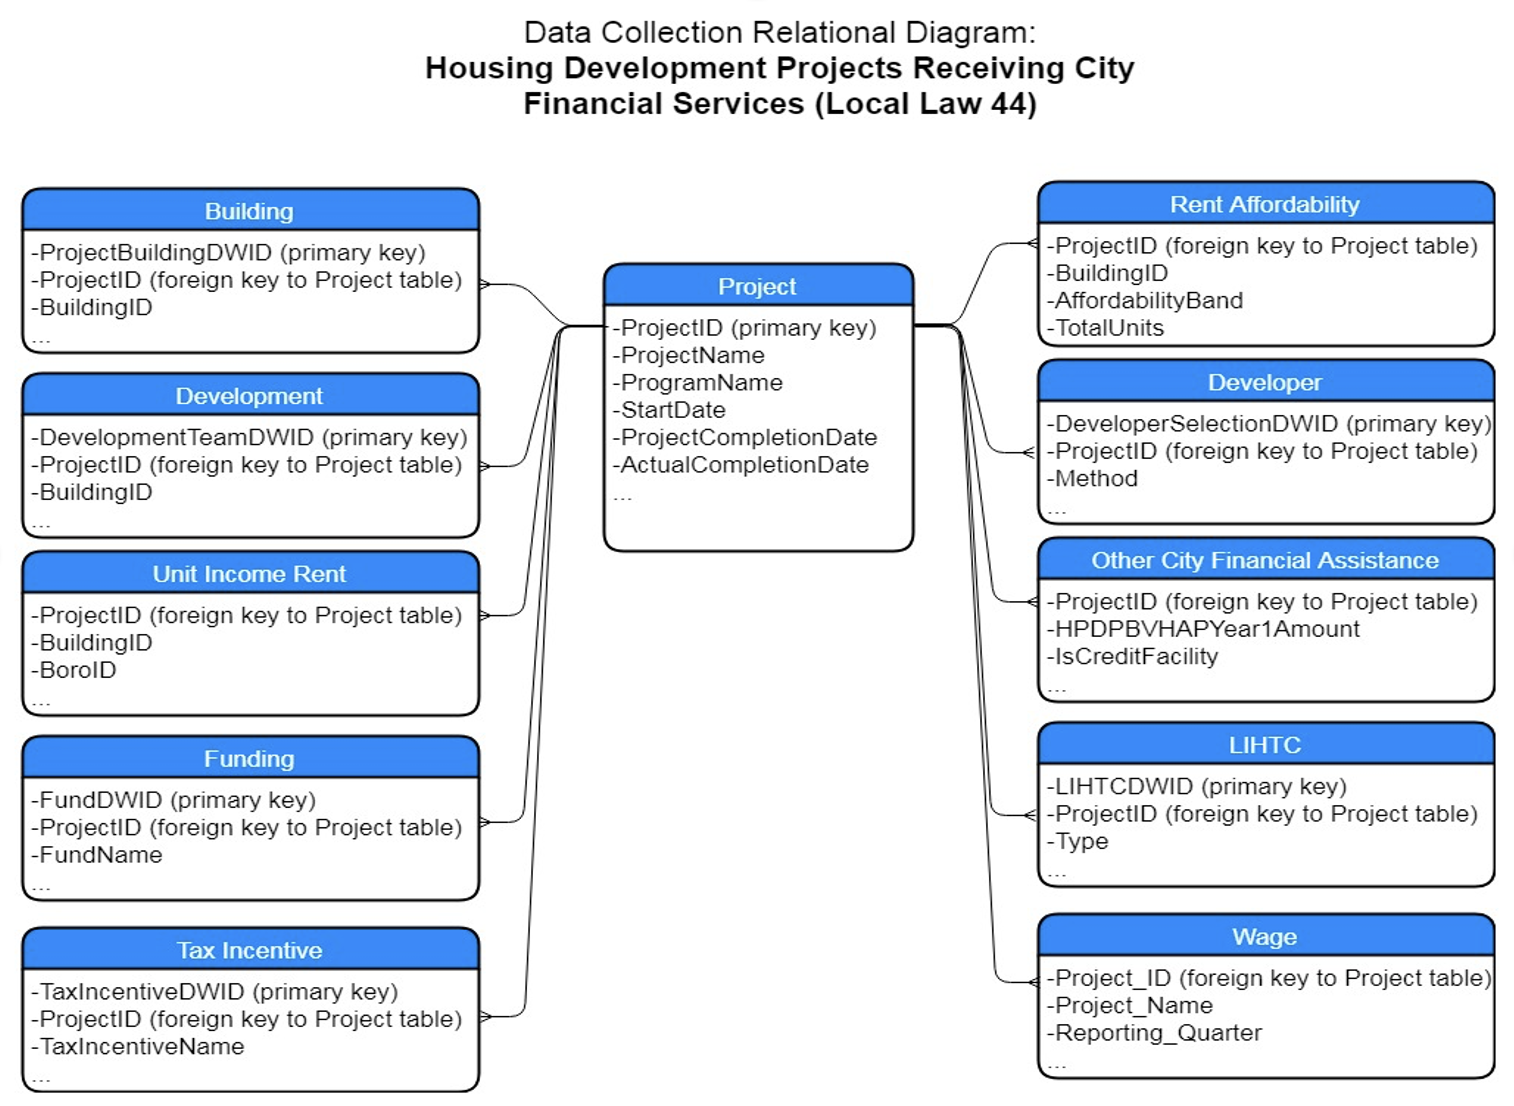 Data Collection Relational Diagram:
Housing Development Projects Receiving City
Financial Services (Local Law 44)
Building
-ProjectBuildingDWID (primary key)
-ProjectID (foreign key to Project table)
-BuildingID
...
Development
-DevelopmentTeamDWID (primary key)
-ProjectID (foreign key to Project table)
-BuildingID
...
Unit Income Rent
-ProjectID (foreign key to Project table)
-BuildingID
-BoroID
...
Funding
-FundDWID (primary key)
-ProjectID (foreign key to Project table)
-FundName
...
Tax Incentive
-TaxIncentiveDWID (primary key)
-ProjectID (foreign key to Project table)
-TaxIncentiveName
...
Project
-ProjectID (primary key)
-ProjectName
-ProgramName
-StartDate
-ProjectCompletionDate
-ActualCompletionDate
...
Rent Affordability
-ProjectID (foreign key to Project table)
-BuildingID
-AffordabilityBand
-TotalUnits
Developer
-DeveloperSelectionDWID (primary key)
-ProjectID (foreign key to Project table)
-Method
...
Other City Financial Assistance
-ProjectID (foreign key to Project table)
-HPDPBVHAPYear1Amount
-IsCreditFacility
...
LIHTC
-LIHTCDWID (primary key)
-ProjectID (foreign key to Project table)
-Type
...
Wage
-Project_ID (foreign key to Project table)
-Project_Name
-Reporting_Quarter
...